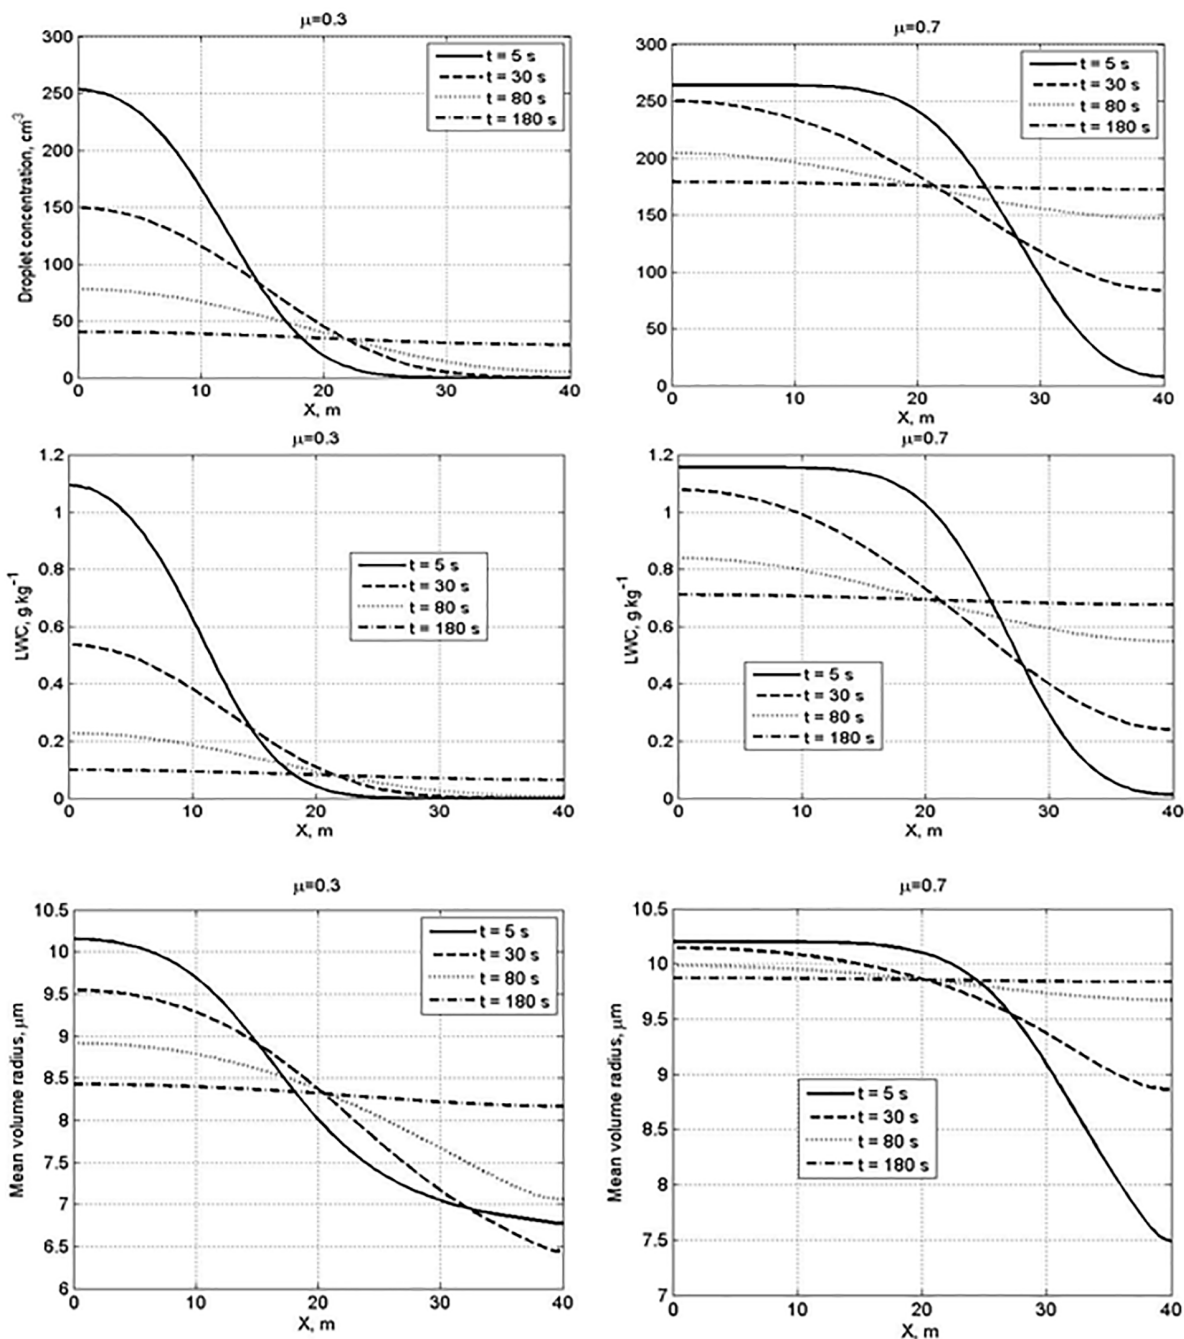 μ=0.3
300
250
200
150
100
50
0
Droplet concentration, cm-3
t = 5 s
t = 30 s
t = 80 s
t = 180 s
0 10 20 30 40
X, m
μ=0.7
300
250
200
150
100
50
0
t = 5 s
t = 30 s
t = 80 s
t = 180 s
0 10 20 30 40
X, m
μ=0.3
1.2
1
0.8
0.6
0.4
0.2
0
LWC, g kg-1
t = 5 s
t = 30 s
t = 80 s
t = 180 s
0 10 20 30 40
X, m
μ=0.7
1.2
1
0.8
0.6
0.4
0.2
0
LWC, g kg-1
t = 5 s
t = 30 s
t = 80 s
t = 180 s
0 10 20 30 40
X, m
μ=0.3
10.5
10
9.5
9
8.5
8
7.5
7
6.5
6
Mean volume radius, μm
t = 5 s
t = 30 s
t = 80 s
t = 180 s
0 10 20 30 40
X, m
μ=0.7
10.5
10
9.5
9
8.5
8
7.5
7
Mean volume radius, μm
t = 5 s
t = 30 s
t = 80 s
t = 180 s
0 10 20 30 40
X, m